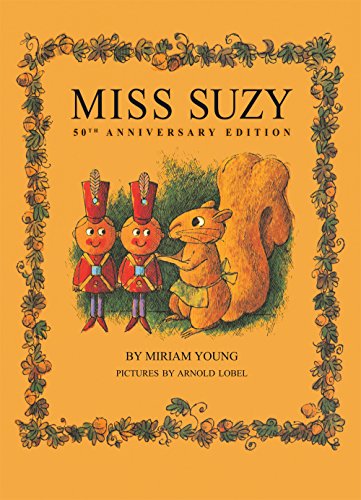 MISS SUZY
50TH ANNIVERSARY EDITION
BY MIRIAM YOUNG
PICTURES BY ARNOLD LOBEL